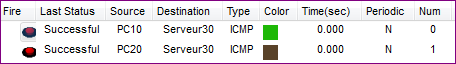 Fire Last Status Source Destination Type Color Time(sec) Periodic Num
Successful PC10 Serveur30 ICMP 0.000 N 0
Successful PC20 Serveur30 ICMP 0.000 N 1